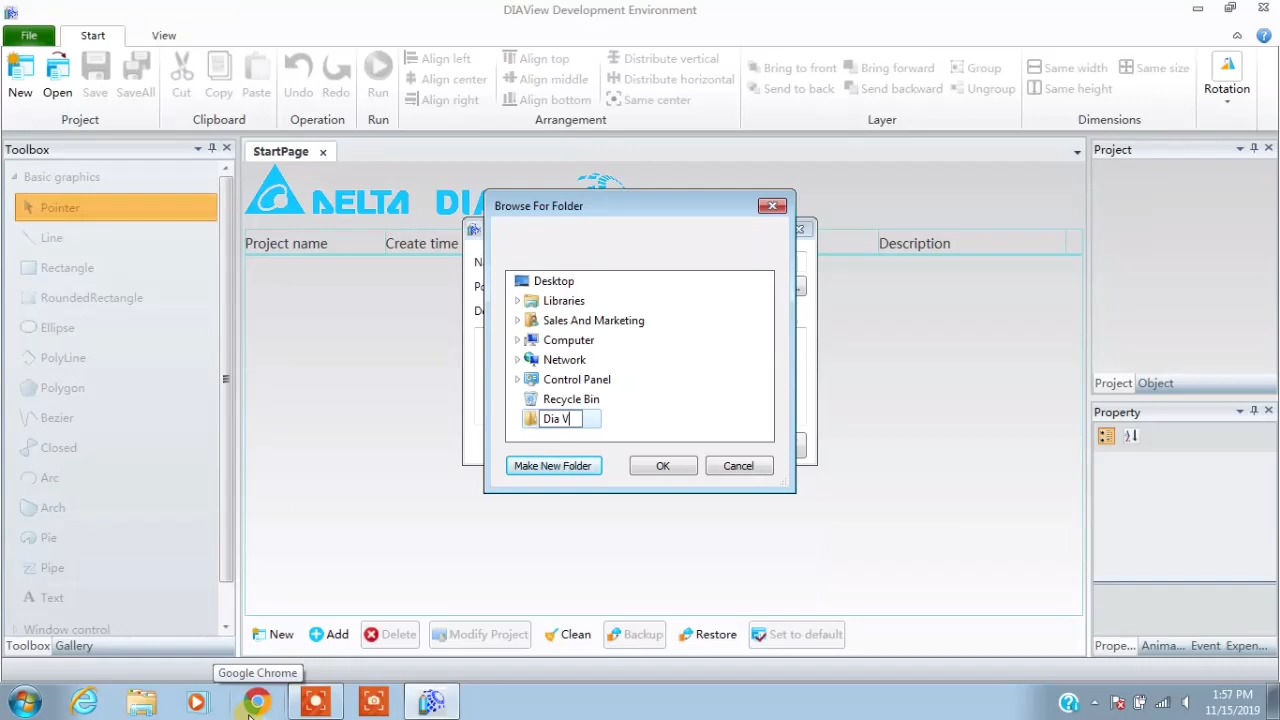 DIAView Development Environment
File Start View
New Open Save SaveAll Cut Copy Paste Undo Redo Run
Align left Align top Distribute vertical
Align center Align middle Distribute horizontal
Align right Align bottom Same center
Bring to front Bring forward Group
Send to back Send backward Ungroup
Same width Same size
Same height
Rotation
Project Clipboard Operation Run Arrangement Layer Dimensions
Toolbox
Basic graphics
Pointer
Line
Rectangle
RoundedRectangle
Ellipse
PolyLine
Polygon
Bezier
Closed
Arc
Arch
Pie
Pipe
Text
Window control
Toolbox Gallery
StartPage
DELTA
Project name Create time Description
Browse For Folder
Desktop
Libraries
Sales And Marketing
Computer
Network
Control Panel
Recycle Bin
Dia V
Make New Folder OK Cancel
New Add Delete Modify Project Clean Backup Restore Set to default
Project
Project Object
Property
Prope... Anima... Event Expen...
Google Chrome
1:57 PM
11/15/2019